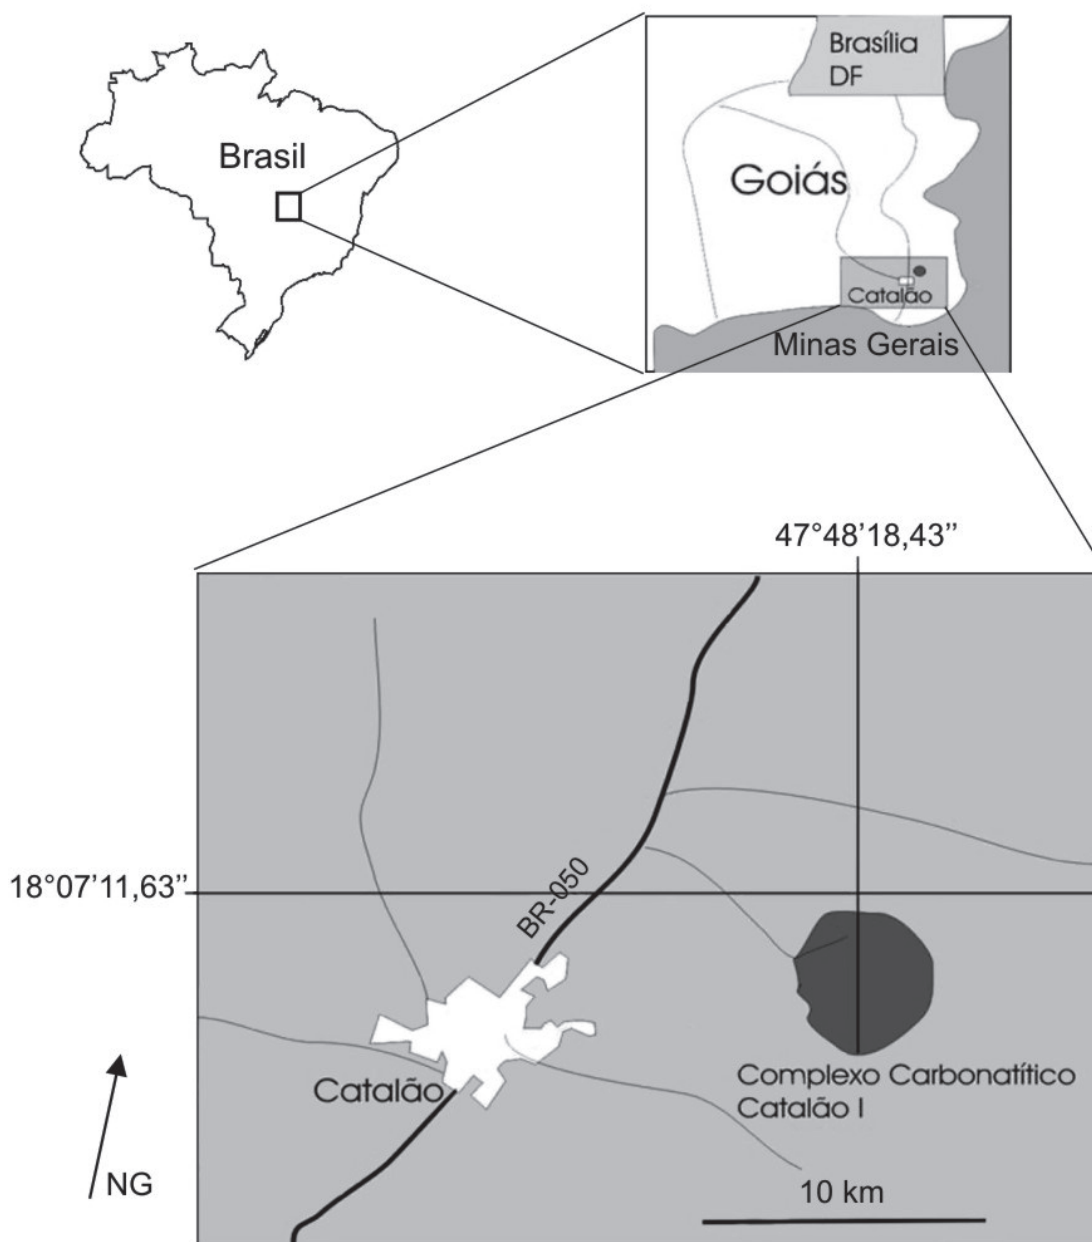 Brasil
Brasília
DF
Goiás
Catalão
Minas Gerais
47°48’18,43’’
18°07’11,63’’
BR-050
Catalão
Complexo Carbonatítico
Catalão I
NG
10 km